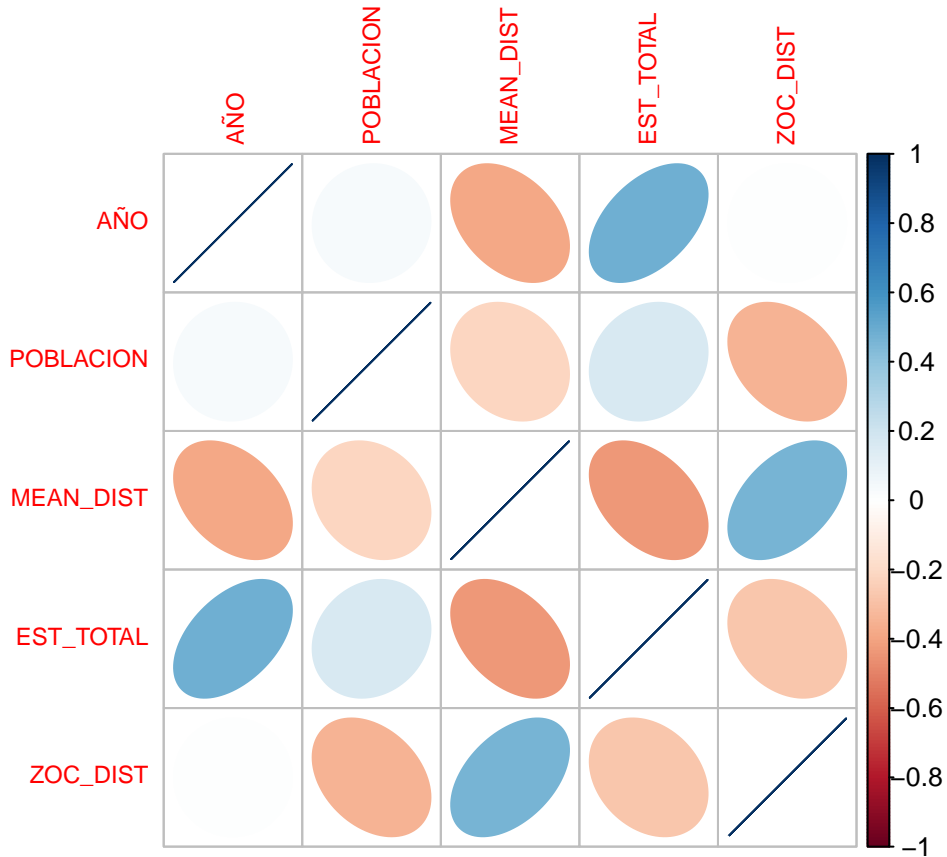 AÑO
POBLACION
MEAN_DIST
EST_TOTAL
ZOC_DIST
AÑO
POBLACION
MEAN_DIST
EST_TOTAL
ZOC_DIST
1
0.8
0.6
0.4
0.2
0
−0.2
−0.4
−0.6
−0.8
−1